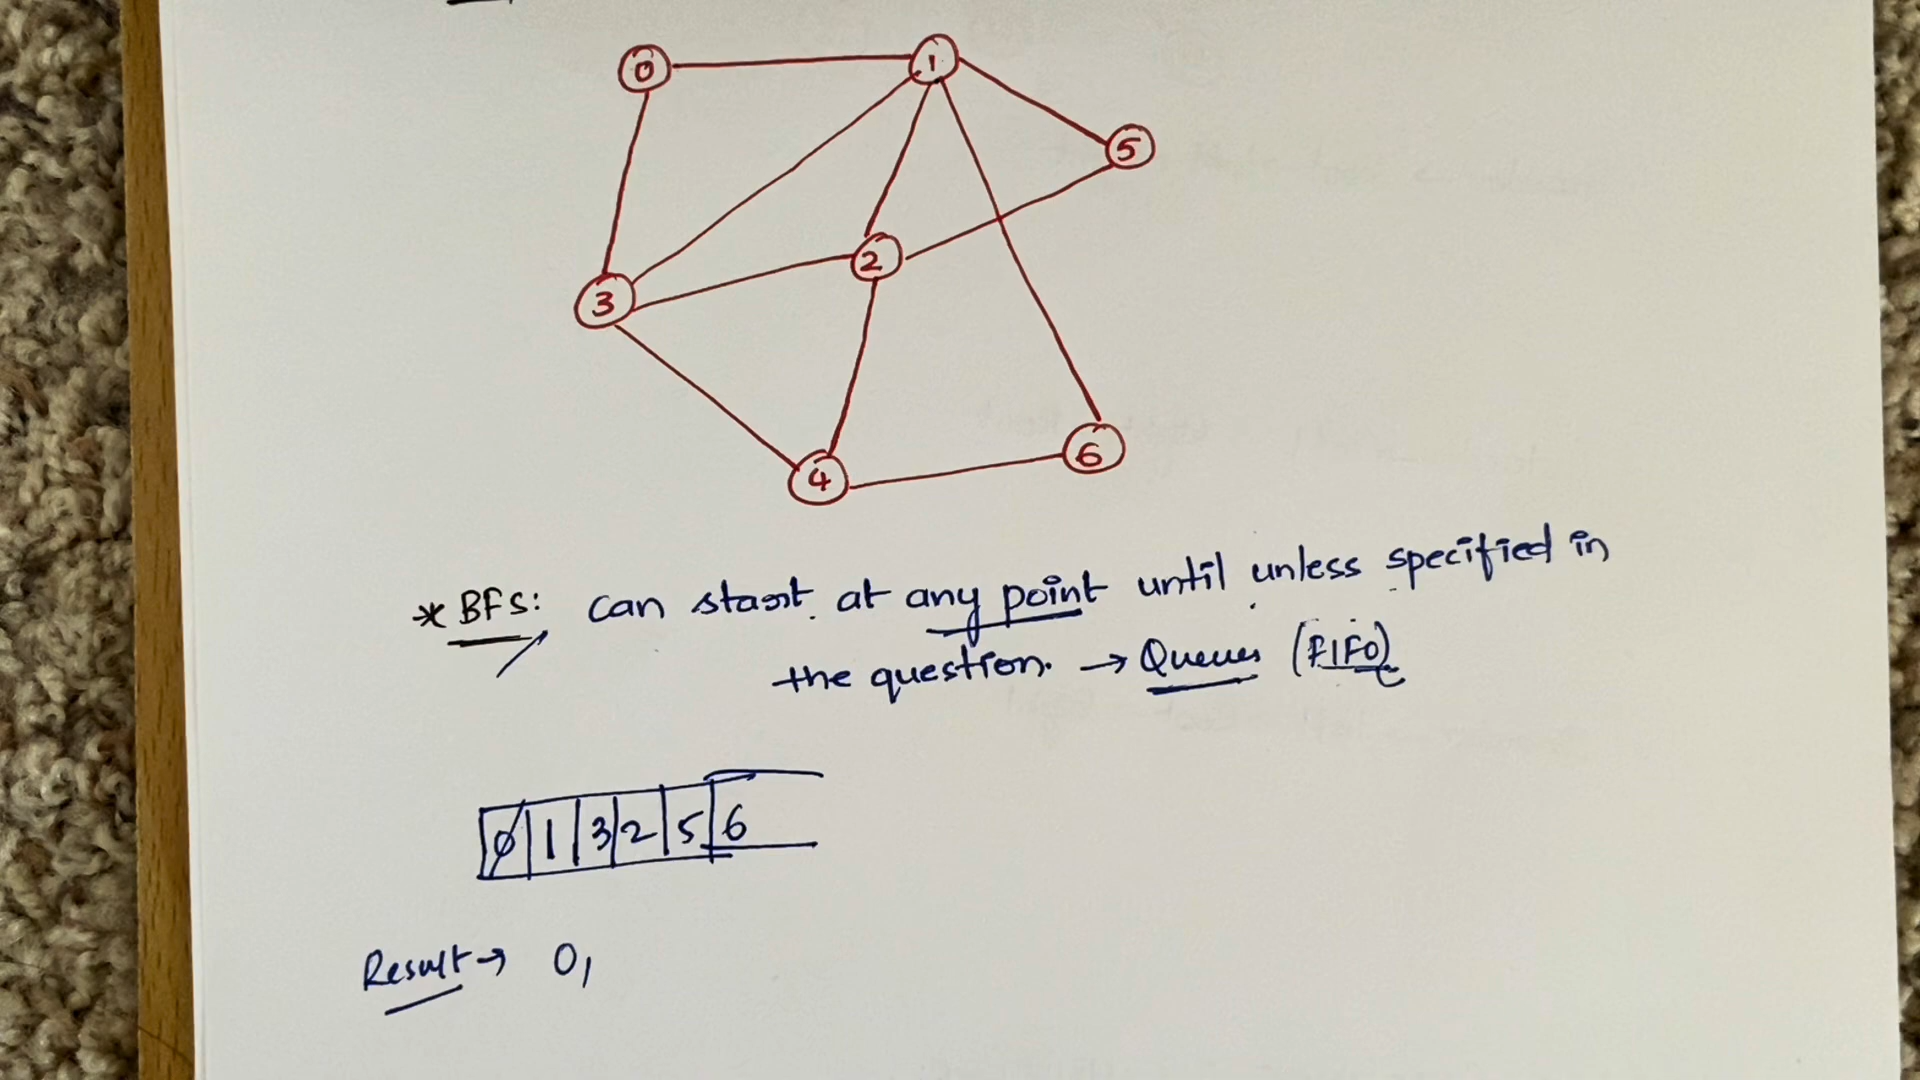 0 1
5
2
3
6
4
* BFS: can start at any point until unless specified in
the question. → Queues (FIFO)
0 1 3 2 5 6
Result → 0,